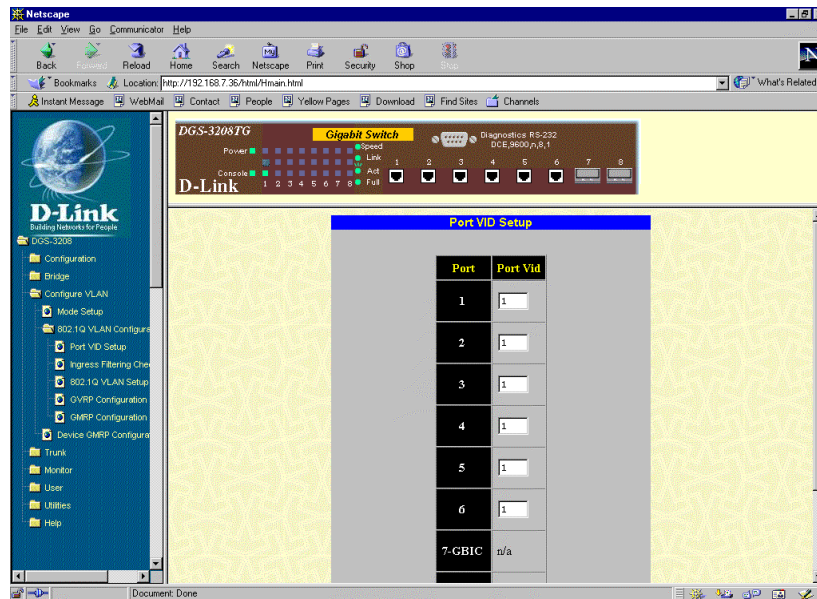 Netscape
File Edit View Go Communicator Help
Back Forward Reload Home Search Netscape Print Security Shop Stop
Bookmarks Location: http://192.168.7.36/html/Hmain.html What's Related
Instant Message WebMail Contact People Yellow Pages Download Find Sites Channels
D-Link
Building Networks for People
DGS-3208
Configuration
Bridge
Configure VLAN
Mode Setup
802.1Q VLAN Configura
Port VID Setup
Ingress Filtering Chec
802.1Q VLAN Setup
GVRP Configuration
GMRP Configuration
Device GMRP Configurat
Trunk
Monitor
User
Utilities
Help
DGS-3208TG
Gigabit Switch
Diagnostics RS-232
DCE,9600,n,8,1
Power
Speed
Link
Console
Act
Full
D-Link
1 2 3 4 5 6 7 8
1 2 3 4 5 6 7 8
Port VID Setup
Port Port Vid
1 1
2 1
3 1
4 1
5 1
6 1
7-GBIC n/a
Document: Done